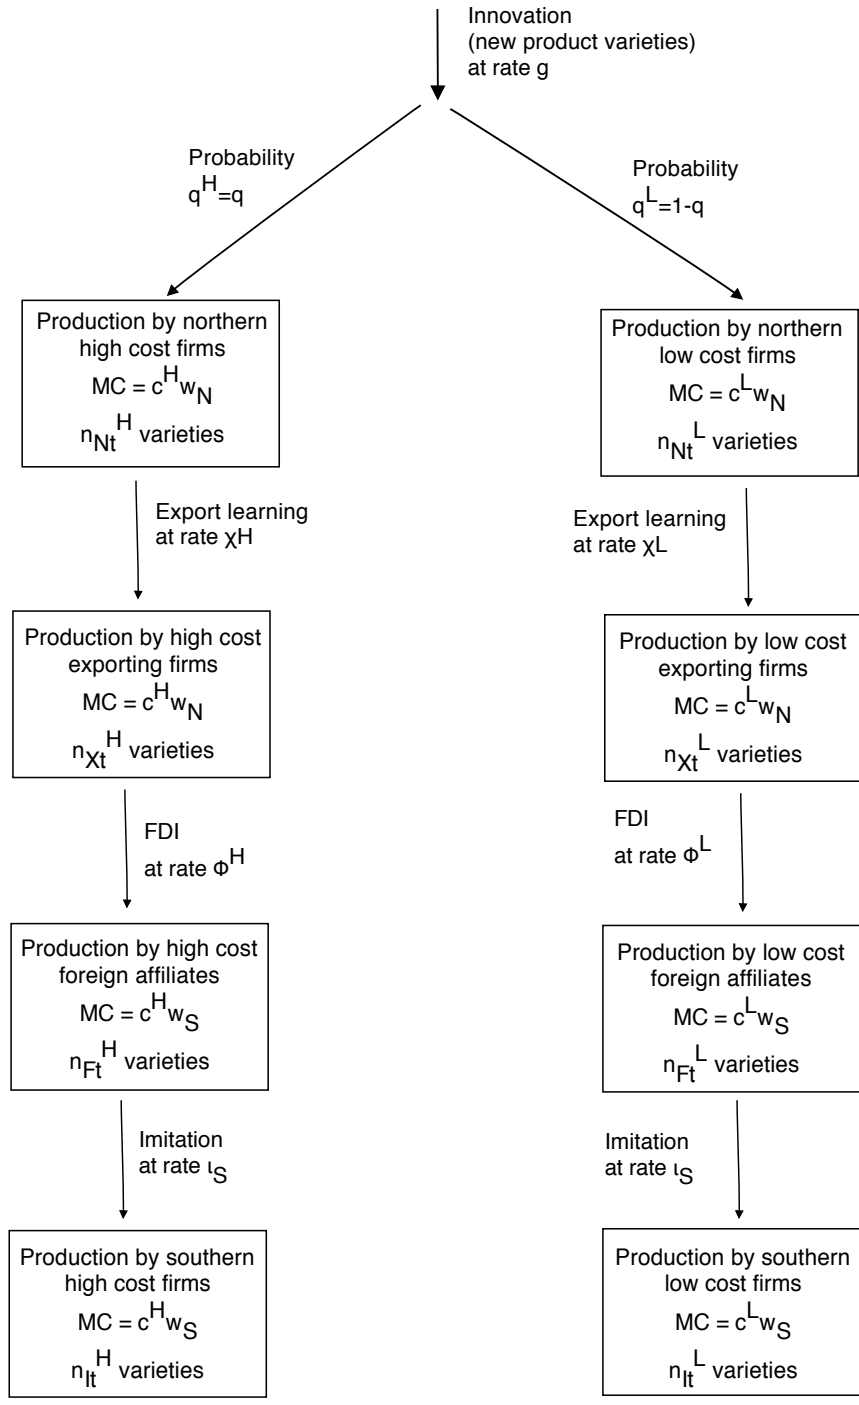 Innovation
(new product varieties)
at rate g
Probability
q^H=q
Probability
q^L=1-q
Production by northern
high cost firms
MC = c^H w_N
n_Nt^H varieties
Production by northern
low cost firms
MC = c^L w_N
n_Nt^L varieties
Export learning
at rate χH
Export learning
at rate χL
Production by high cost
exporting firms
MC = c^H w_N
n_Xt^H varieties
Production by low cost
exporting firms
MC = c^L w_N
n_Xt^L varieties
FDI
at rate Φ^H
FDI
at rate Φ^L
Production by high cost
foreign affiliates
MC = c^H w_S
n_Ft^H varieties
Production by low cost
foreign affiliates
MC = c^L w_S
n_Ft^L varieties
Imitation
at rate ι_S
Imitation
at rate ι_S
Production by southern
high cost firms
MC = c^H w_S
n_It^H varieties
Production by southern
low cost firms
MC = c^L w_S
n_It^L varieties